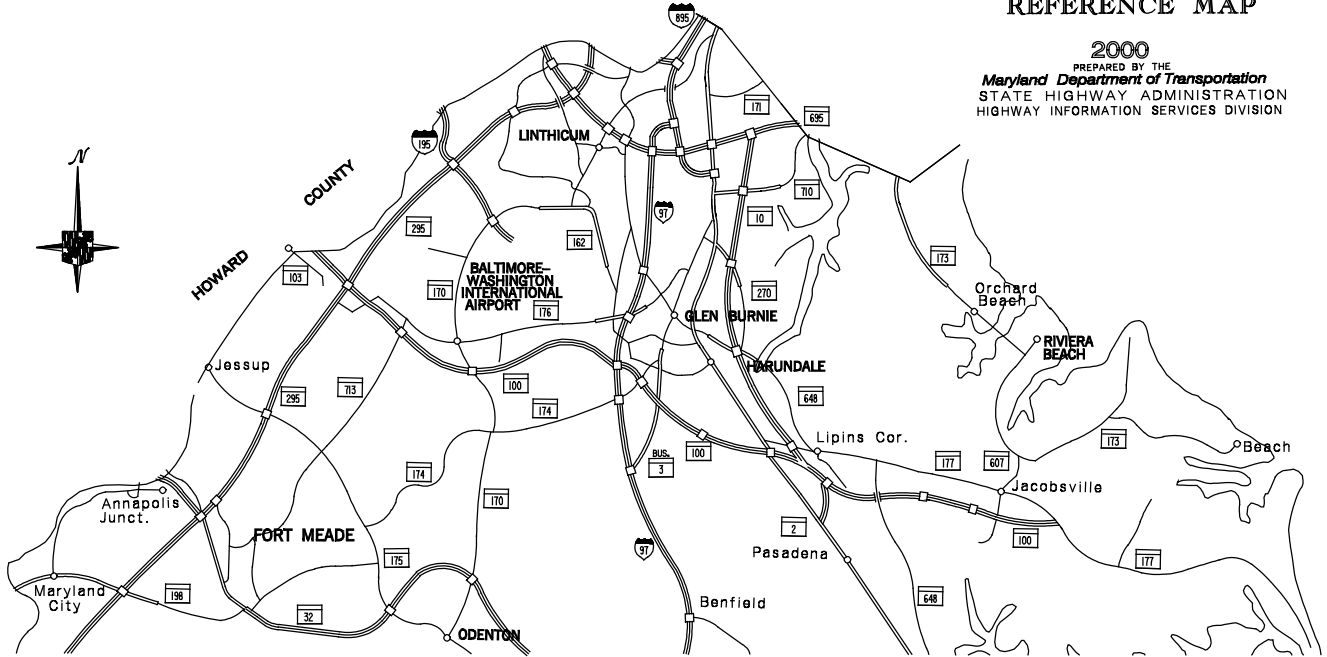 REFERENCE MAP
2000
PREPARED BY THE
Maryland Department of Transportation
STATE HIGHWAY ADMINISTRATION
HIGHWAY INFORMATION SERVICES DIVISION
895
171
695
LINTHICUM
195
N
COUNTY
HOWARD
710
10
97
295
162
173
103
BALTIMORE-
WASHINGTON
INTERNATIONAL
AIRPORT
170
176
270
Orchard
Beach
GLEN BURNIE
RIVIERA
BEACH
Jessup
HARUNDALE
713
295
100
174
648
Lipins Cor.
173
Beach
BUS.
3
100
177
607
174
170
Jacobsville
Annapolis
Junct.
FORT MEADE
2
100
Pasadena
97
175
177
Maryland
City
198
32
Benfield
648
ODENTON